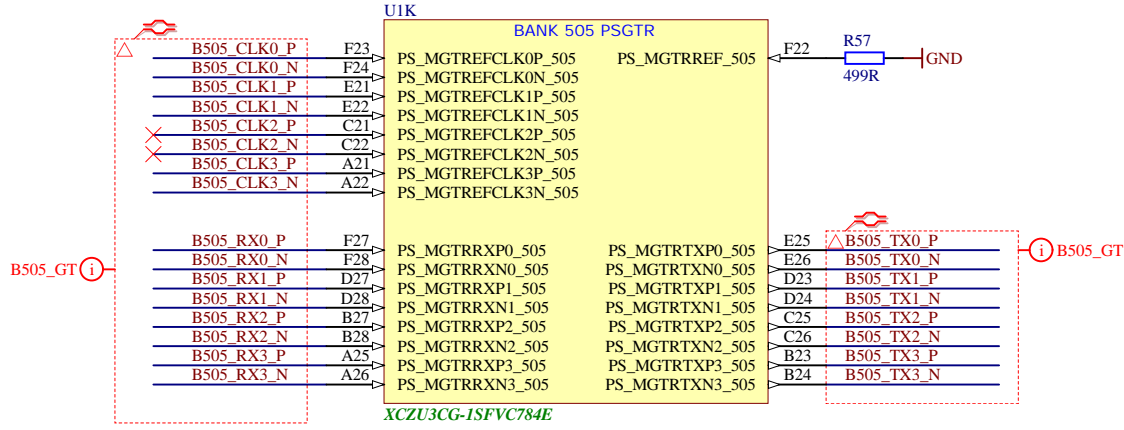 U1K
BANK 505 PSGTR
B505_CLK0_P F23 PS_MGTREFCLK0P_505 PS_MGTRREF_505 F22 R57 499R GND
B505_CLK0_N F24 PS_MGTREFCLK0N_505
B505_CLK1_P E21 PS_MGTREFCLK1P_505
B505_CLK1_N E22 PS_MGTREFCLK1N_505
B505_CLK2_P C21 PS_MGTREFCLK2P_505
B505_CLK2_N C22 PS_MGTREFCLK2N_505
B505_CLK3_P A21 PS_MGTREFCLK3P_505
B505_CLK3_N A22 PS_MGTREFCLK3N_505
B505_RX0_P F27 PS_MGTRRXP0_505 PS_MGTRTXP0_505 E25 B505_TX0_P
B505_RX0_N F28 PS_MGTRRXN0_505 PS_MGTRTXN0_505 E26 B505_TX0_N
B505_GT i
i B505_GT
B505_RX1_P D27 PS_MGTRRXP1_505 PS_MGTRTXP1_505 D23 B505_TX1_P
B505_RX1_N D28 PS_MGTRRXN1_505 PS_MGTRTXN1_505 D24 B505_TX1_N
B505_RX2_P B27 PS_MGTRRXP2_505 PS_MGTRTXP2_505 C25 B505_TX2_P
B505_RX2_N B28 PS_MGTRRXN2_505 PS_MGTRTXN2_505 C26 B505_TX2_N
B505_RX3_P A25 PS_MGTRRXP3_505 PS_MGTRTXP3_505 B23 B505_TX3_P
B505_RX3_N A26 PS_MGTRRXN3_505 PS_MGTRTXN3_505 B24 B505_TX3_N
XCZU3CG-1SFVC784E